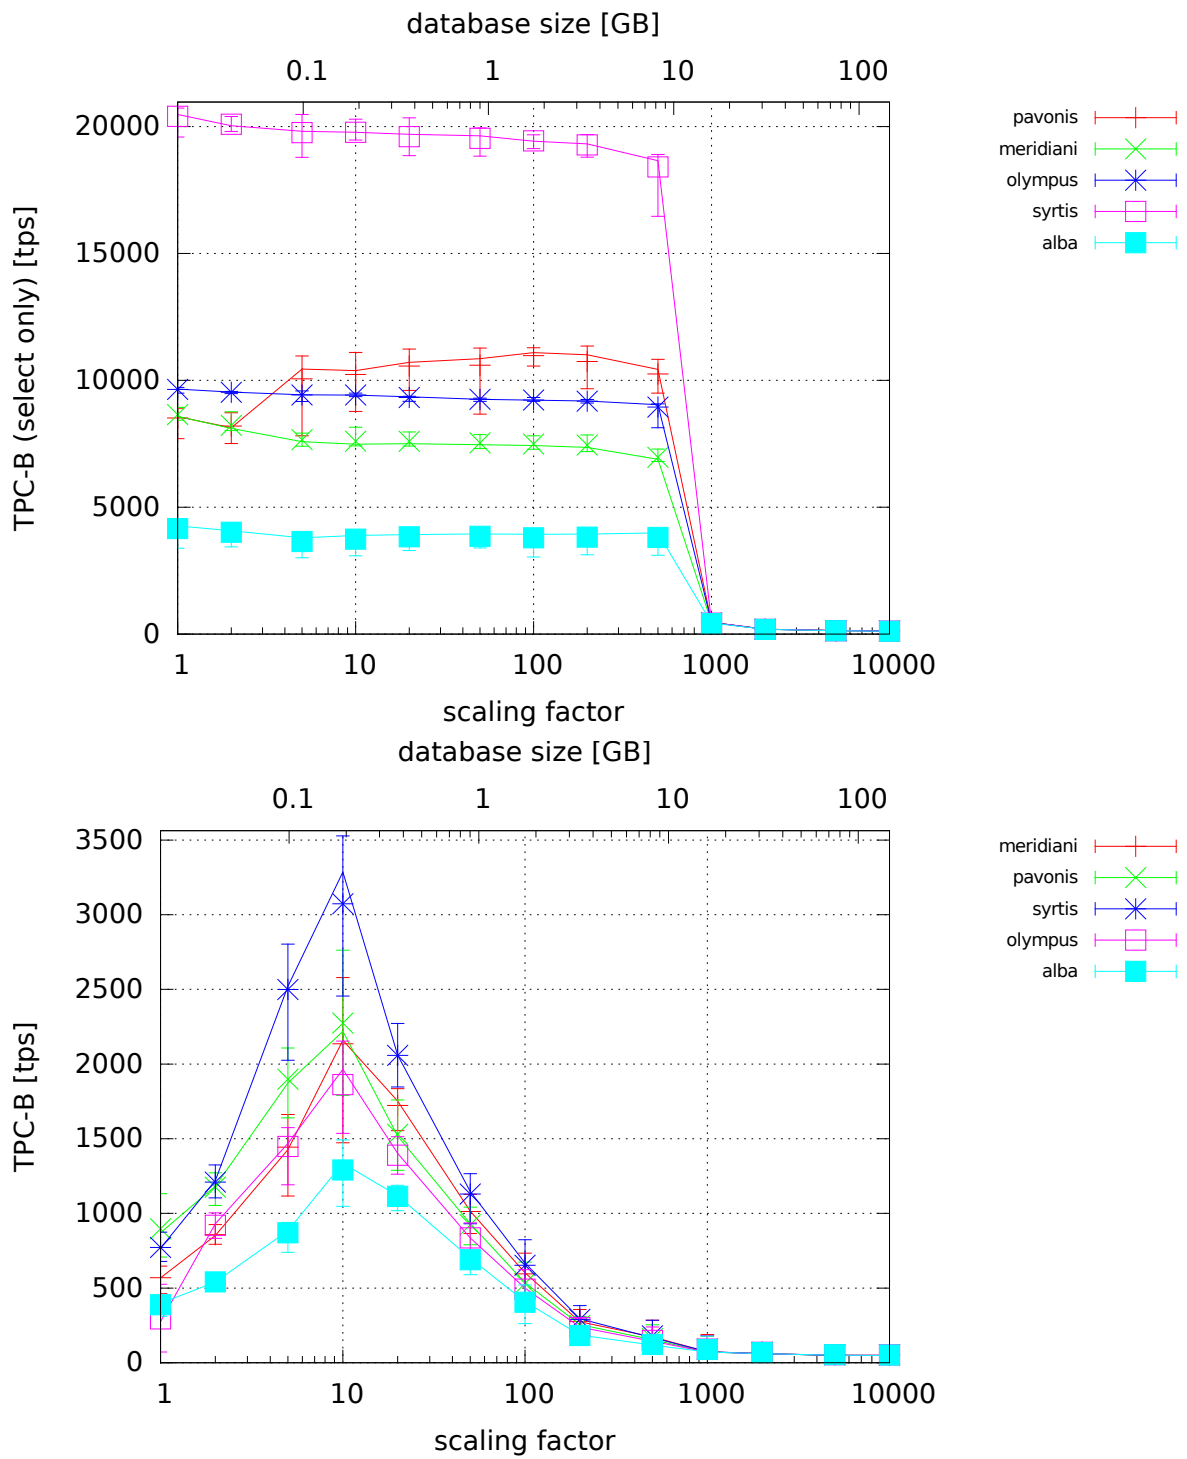 database size [GB]
0.1 1 10 100
20000
15000
10000
5000
0
TPC-B (select only) [tps]
1 10 100 1000 10000
scaling factor
pavonis
meridiani
olympus
syrtis
alba
database size [GB]
0.1 1 10 100
3500
3000
2500
2000
1500
1000
500
0
TPC-B [tps]
1 10 100 1000 10000
scaling factor
meridiani
pavonis
syrtis
olympus
alba